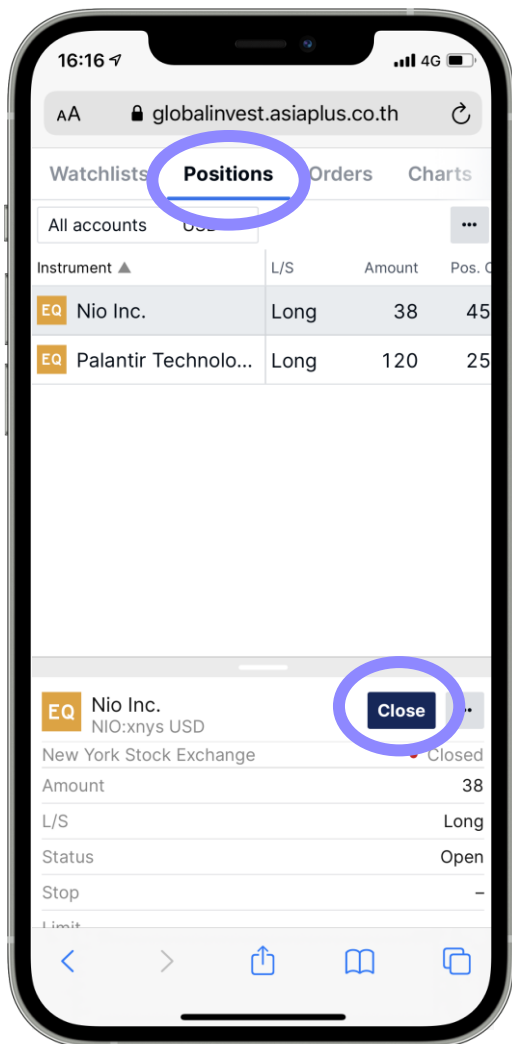 16:16 4G
AA globalinvest.asiaplus.co.th
Watchlists Positions Orders Charts
All accounts USD •••
Instrument ▲ L/S Amount Pos. C
EQ Nio Inc. Long 38 45
EQ Palantir Technolo... Long 120 25
EQ Nio Inc. Close
NIO:xnys USD
New York Stock Exchange Closed
Amount 38
L/S Long
Status Open
Stop –
Limit